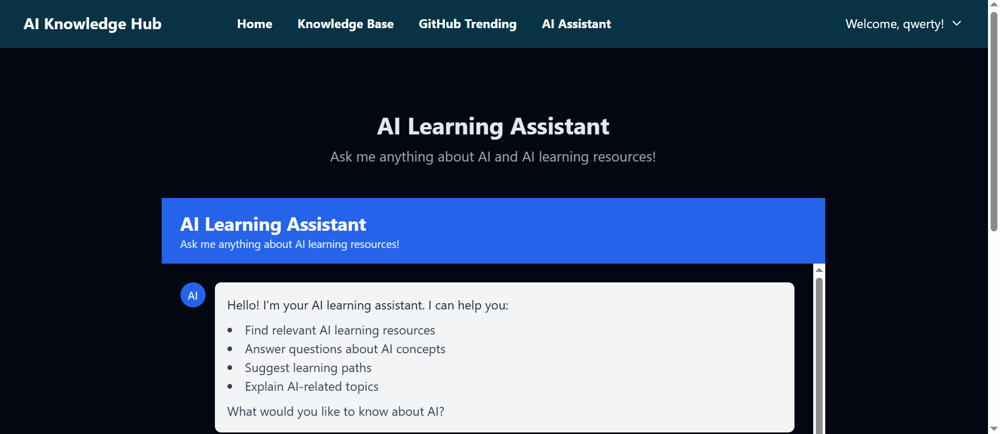 AI Knowledge Hub
Home
Knowledge Base
GitHub Trending
AI Assistant
Welcome, qwerty!
AI Learning Assistant
Ask me anything about AI and AI learning resources!
AI Learning Assistant
Ask me anything about AI learning resources!
AI
Hello! I'm your AI learning assistant. I can help you:
• Find relevant AI learning resources
• Answer questions about AI concepts
• Suggest learning paths
• Explain AI-related topics
What would you like to know about AI?